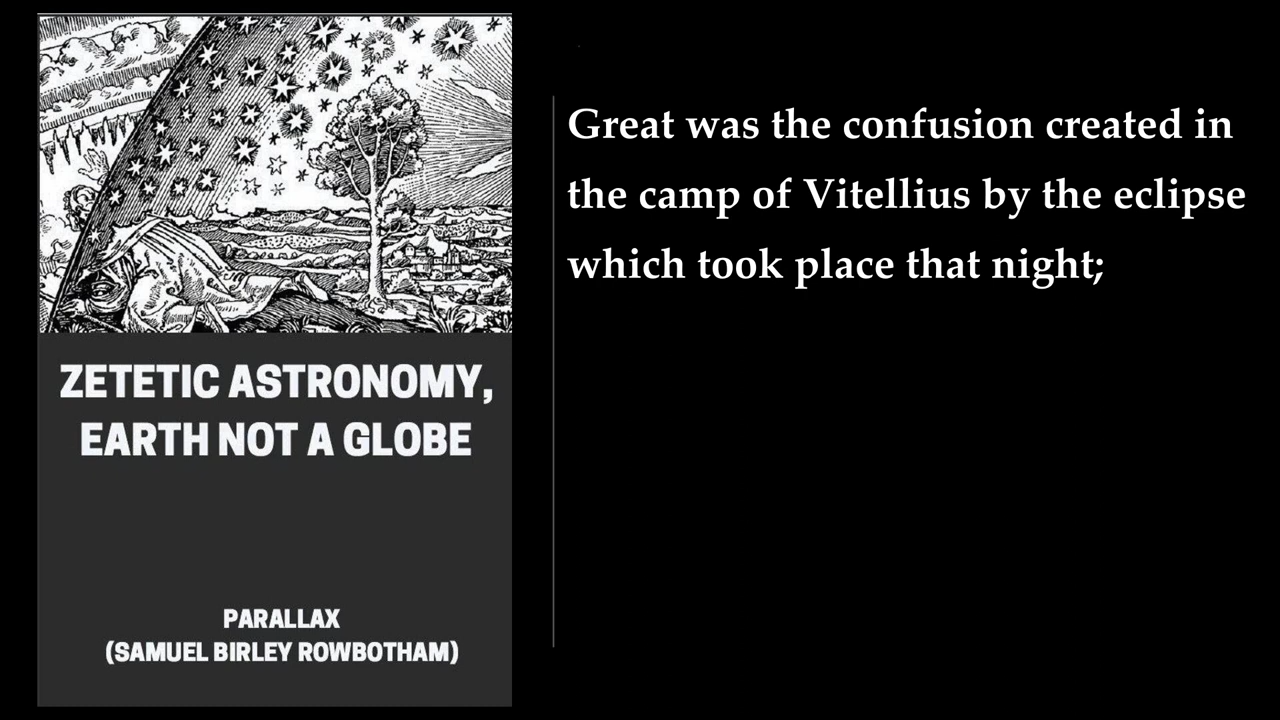 ZETETIC ASTRONOMY,
EARTH NOT A GLOBE
PARALLAX
(SAMUEL BIRLEY ROWBOTHAM)
Great was the confusion created in
the camp of Vitellius by the eclipse
which took place that night;